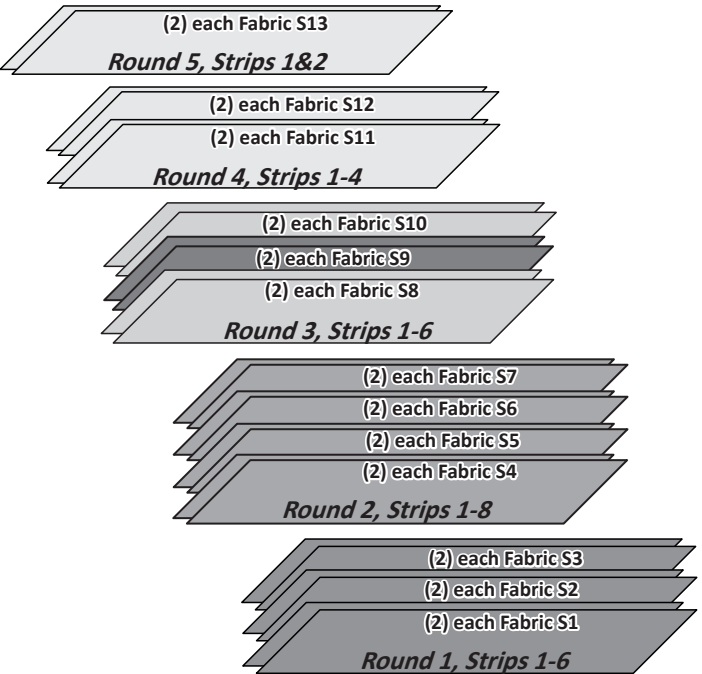 (2) each Fabric S13
Round 5, Strips 1&2
(2) each Fabric S12
(2) each Fabric S11
Round 4, Strips 1-4
(2) each Fabric S10
(2) each Fabric S9
(2) each Fabric S8
Round 3, Strips 1-6
(2) each Fabric S7
(2) each Fabric S6
(2) each Fabric S5
(2) each Fabric S4
Round 2, Strips 1-8
(2) each Fabric S3
(2) each Fabric S2
(2) each Fabric S1
Round 1, Strips 1-6